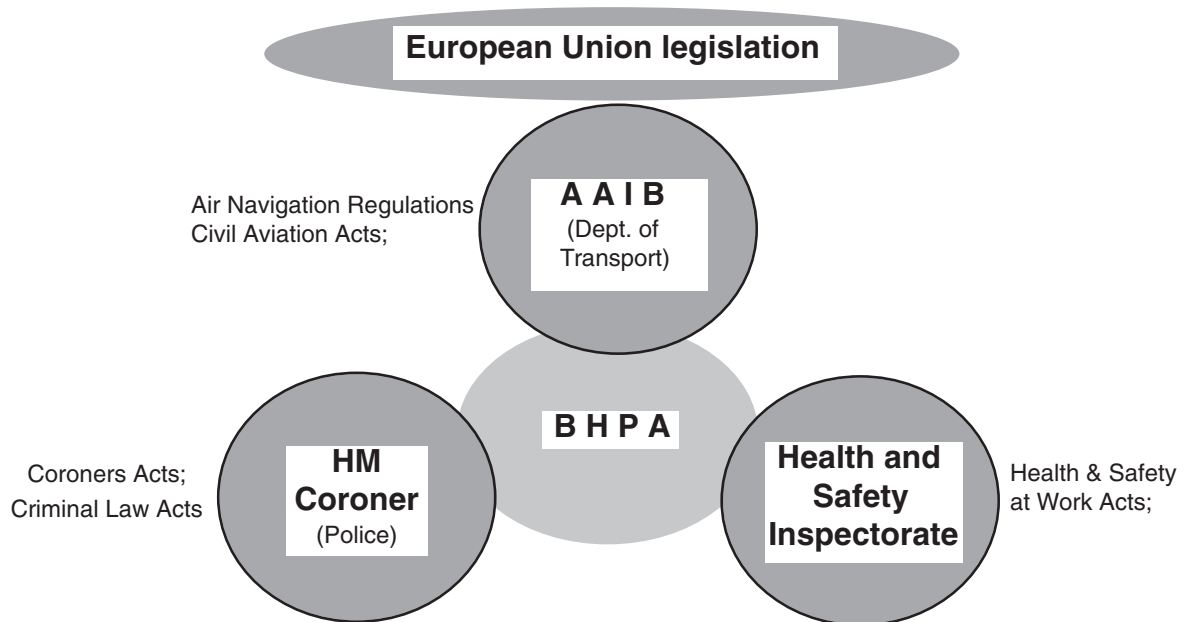 European Union legislation
Air Navigation Regulations
Civil Aviation Acts;
A A I B
(Dept. of
Transport)
B H P A
Coroners Acts;
Criminal Law Acts
HM
Coroner
(Police)
Health and
Safety
Inspectorate
Health & Safety
at Work Acts;